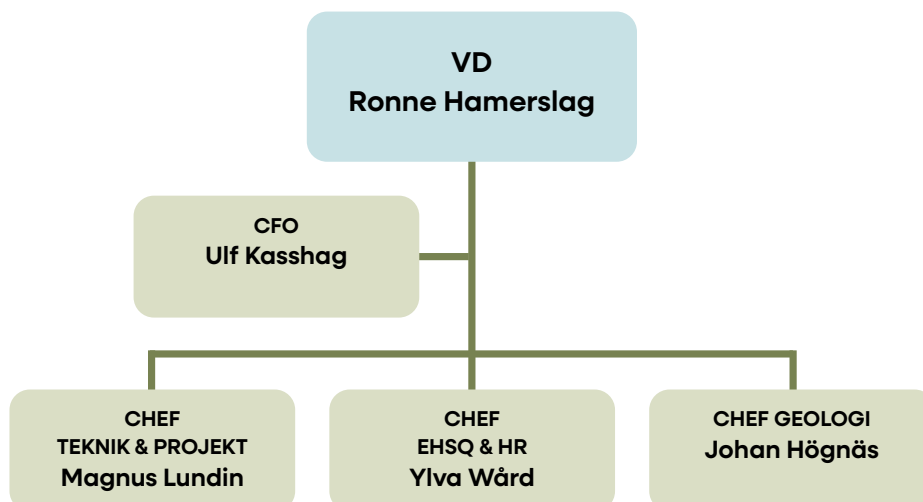 VD
Ronne Hamerslag
CFO
Ulf Kasshag
CHEF
TEKNIK & PROJEKT
Magnus Lundin
CHEF
EHSQ & HR
Ylva Wård
CHEF GEOLOGI
Johan Högnäs